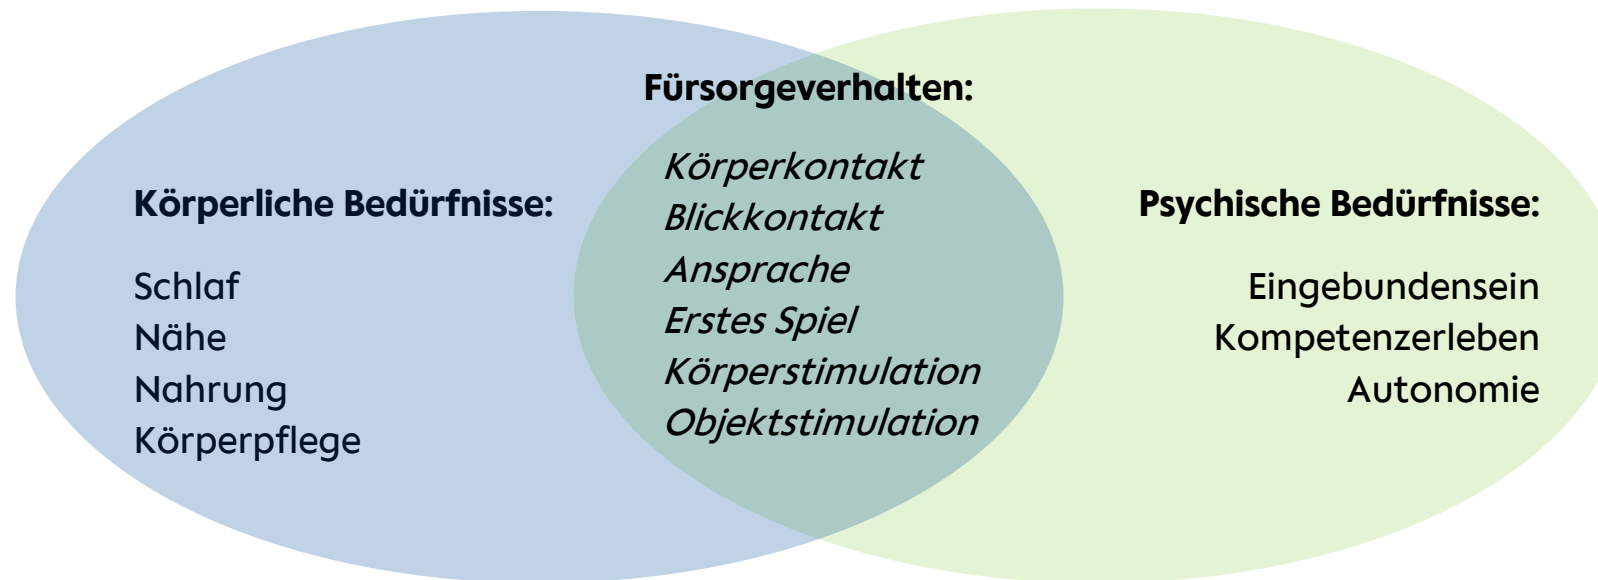 Fürsorgeverhalten:
Körperkontakt
Blickkontakt
Ansprache
Erstes Spiel
Körperstimulation
Objektstimulation
Körperliche Bedürfnisse:
Schlaf
Nähe
Nahrung
Körperpflege
Psychische Bedürfnisse:
Eingebundensein
Kompetenzerleben
Autonomie